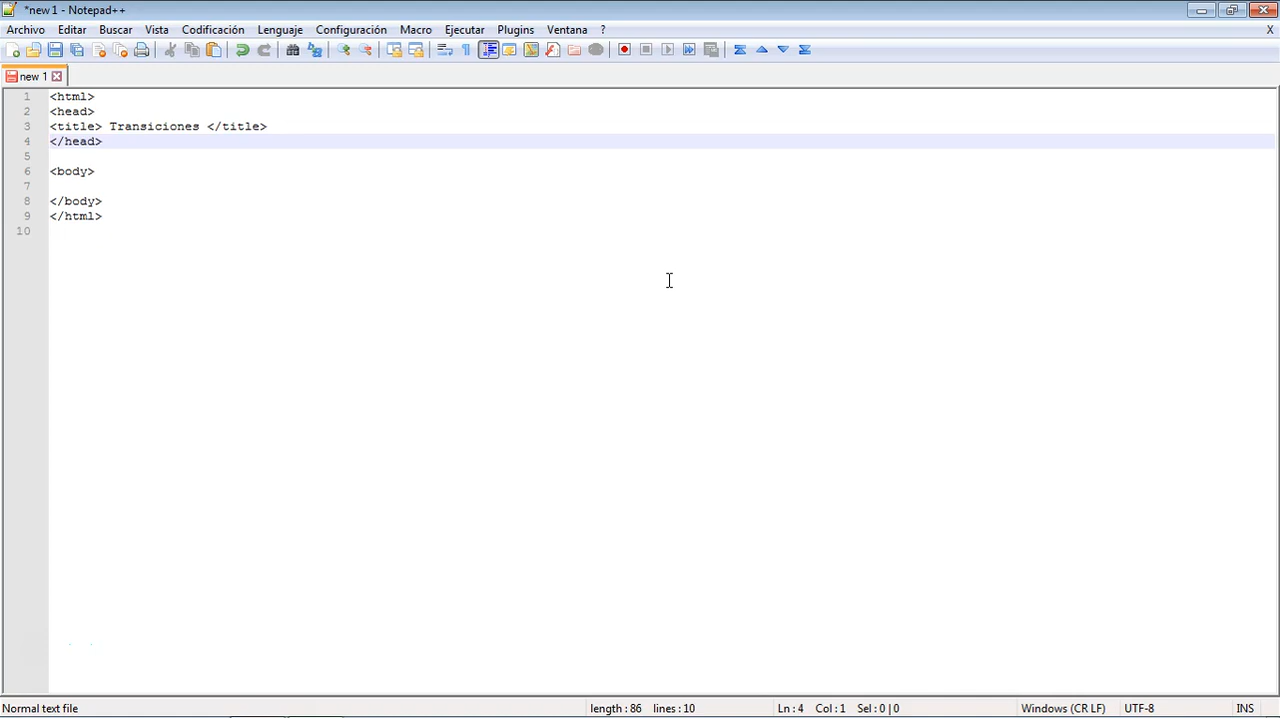 *new 1 - Notepad++
Archivo Editar Buscar Vista Codificación Lenguaje Configuración Macro Ejecutar Plugins Ventana ? X
new 1
1 <html>
2 <head>
3 <title> Transiciones </title>
4 </head>
5
6 <body>
7
8 </body>
9 </html>
10
Normal text file length : 86 lines : 10 Ln : 4 Col : 1 Sel : 0 | 0 Windows (CR LF) UTF-8 INS